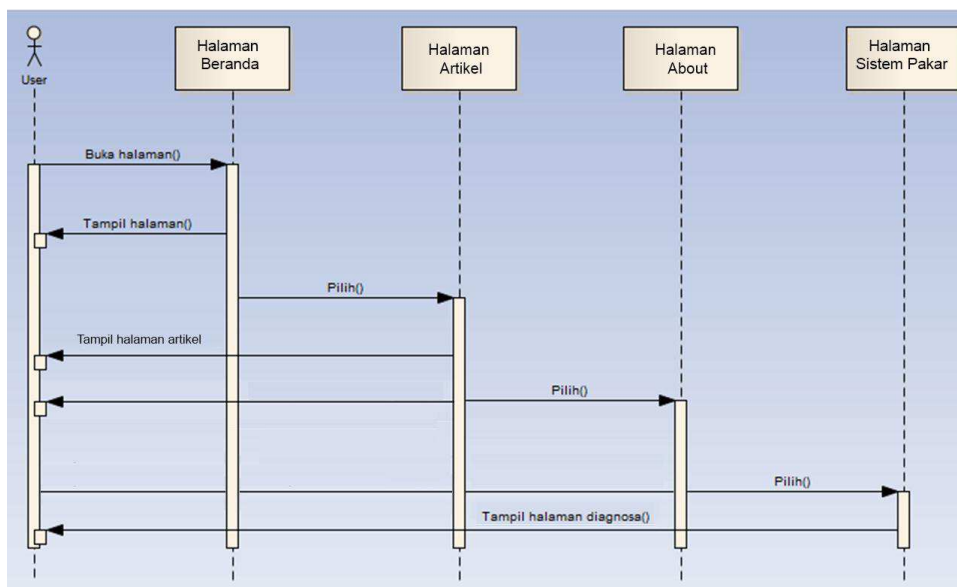 User
Halaman
Beranda
Halaman
Artikel
Halaman
About
Halaman
Sistem Pakar
Buka halaman()
Tampil halaman()
Pilih()
Tampil halaman artikel
Pilih()
Pilih()
Tampil halaman diagnosa()